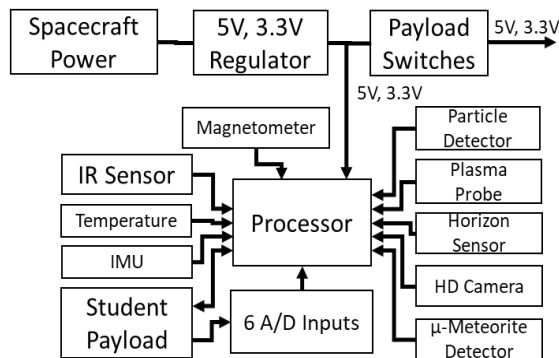 Spacecraft
Power
5V, 3.3V
Regulator
Payload
Switches
5V, 3.3V
5V, 3.3V
Magnetometer
Particle
Detector
IR Sensor
Plasma
Probe
Temperature
Processor
Horizon
Sensor
IMU
HD Camera
Student
Payload
6 A/D Inputs
μ-Meteorite
Detector